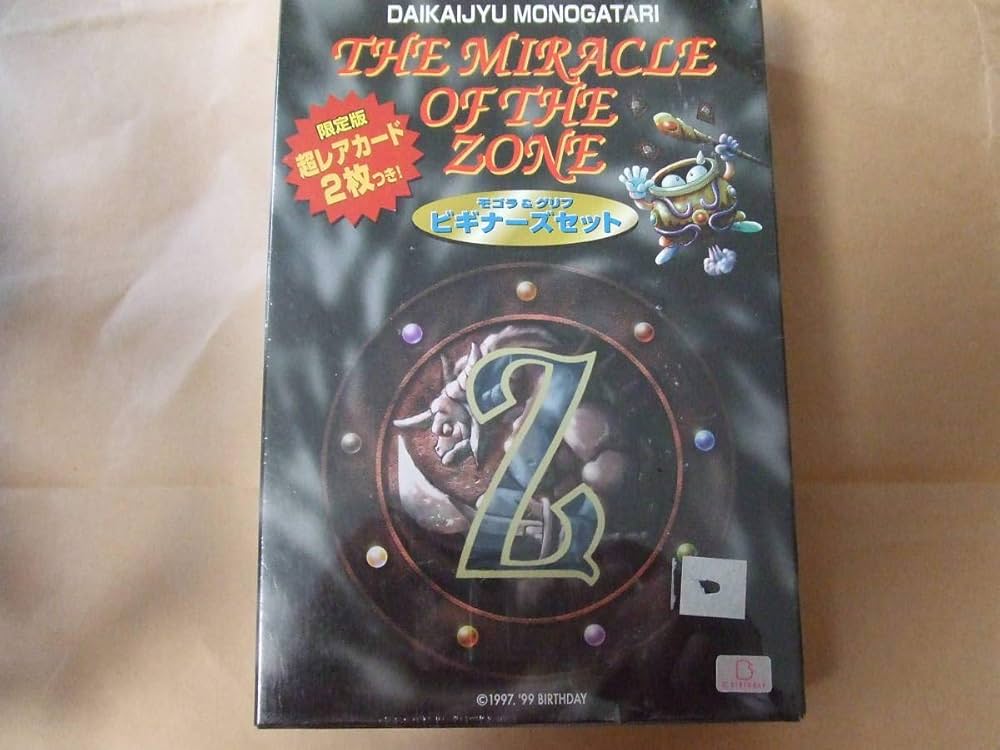 DAIKAIJYU MONOGATARI
THE MIRACLE
OF THE
ZONE
限定版
超レアカード
2枚つき!
モゴラ&グリフ
ビギナーズセット
Z
©1997. '99 BIRTHDAY
B
© BIRTHDAY